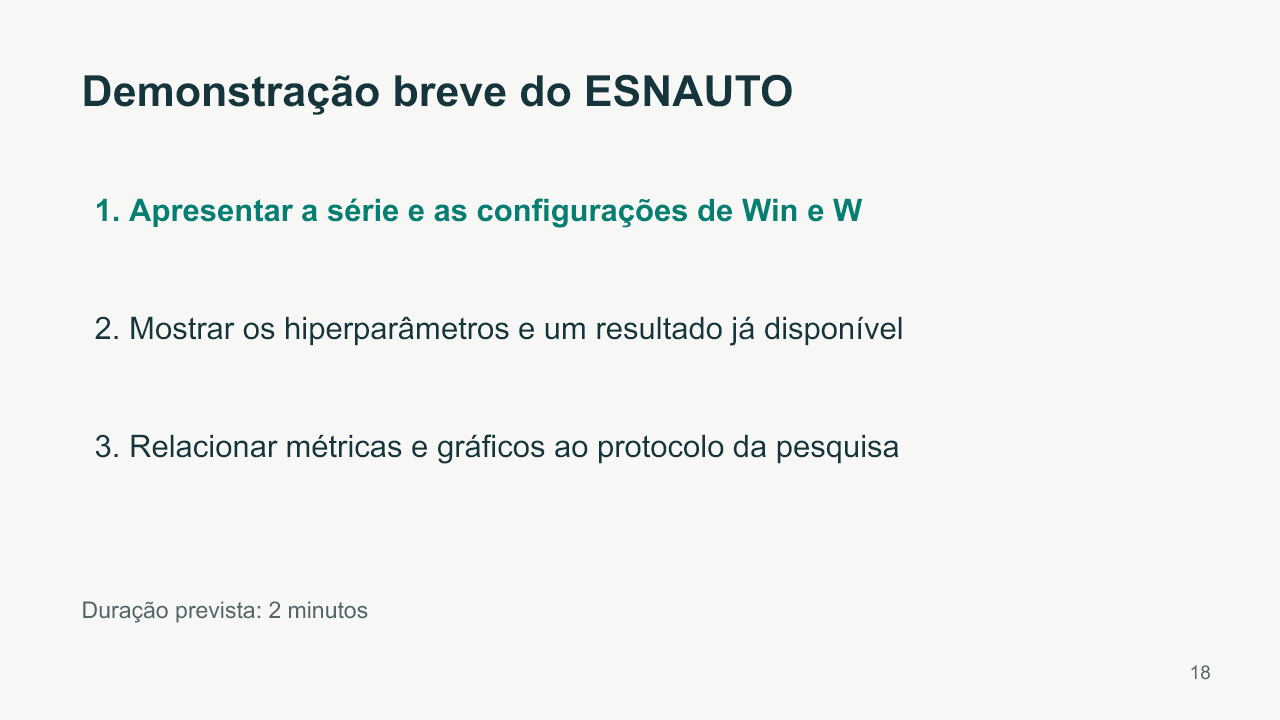 Demonstração breve do ESNAUTO
1. Apresentar a série e as configurações de Win e W
2. Mostrar os hiperparâmetros e um resultado já disponível
3. Relacionar métricas e gráficos ao protocolo da pesquisa
Duração prevista: 2 minutos
18